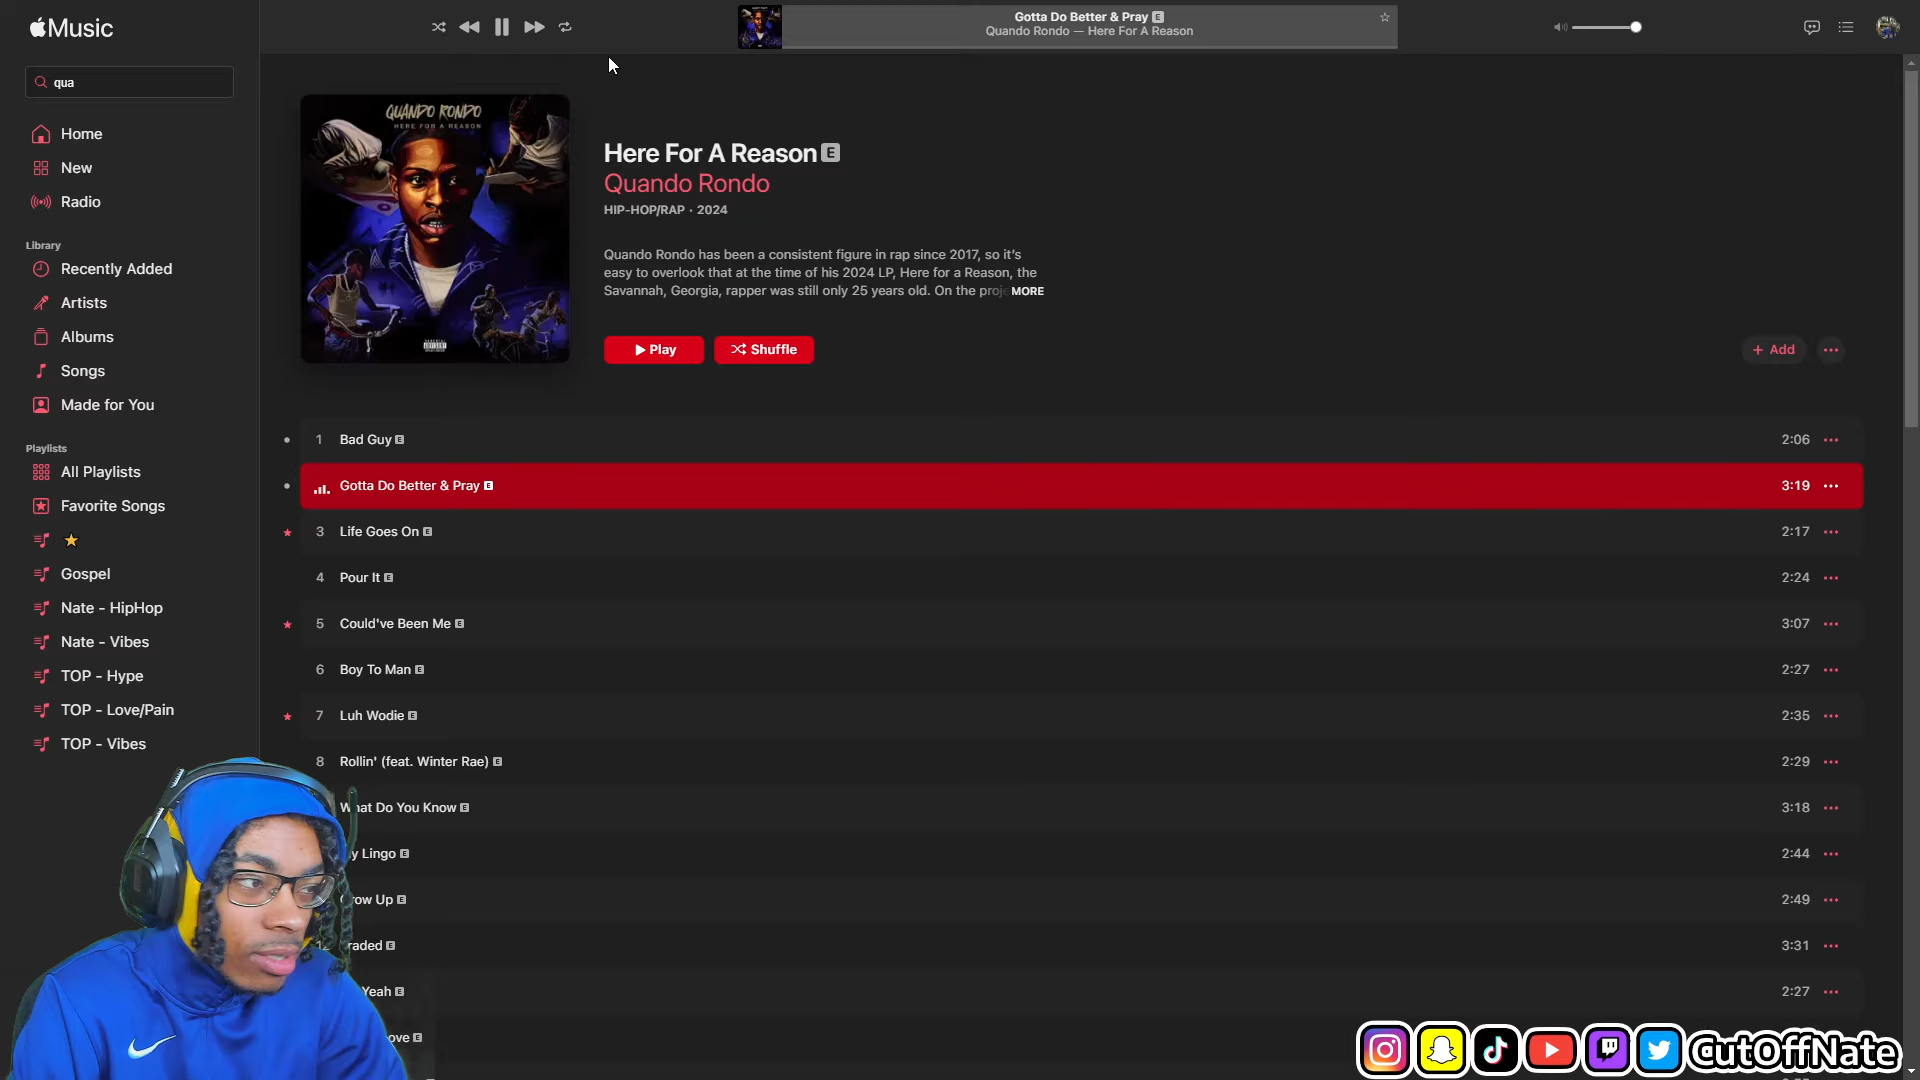 Music
qua
Home
New
Radio
Library
Recently Added
Artists
Albums
Songs
Made for You
Playlists
All Playlists
Favorite Songs
Gospel
Nate - HipHop
Nate - Vibes
TOP - Hype
TOP - Love/Pain
TOP - Vibes
Gotta Do Better & Pray E
Quando Rondo — Here For A Reason
QUANDO RONDO
HERE FOR A REASON
Here For A Reason E
Quando Rondo
HIP-HOP/RAP · 2024
Quando Rondo has been a consistent figure in rap since 2017, so it's
easy to overlook that at the time of his 2024 LP, Here for a Reason, the
Savannah, Georgia, rapper was still only 25 years old. On the proje MORE
Play
Shuffle
+ Add
1 Bad Guy E 2:06
Gotta Do Better & Pray E 3:19
3 Life Goes On E 2:17
4 Pour It E 2:24
5 Could've Been Me E 3:07
6 Boy To Man E 2:27
7 Luh Wodie E 2:35
8 Rollin' (feat. Winter Rae) E 2:29
What Do You Know E 3:18
y Lingo E 2:44
row Up E 2:49
12 raded E 3:31
Yeah E 2:27
ove E
CutOffNate